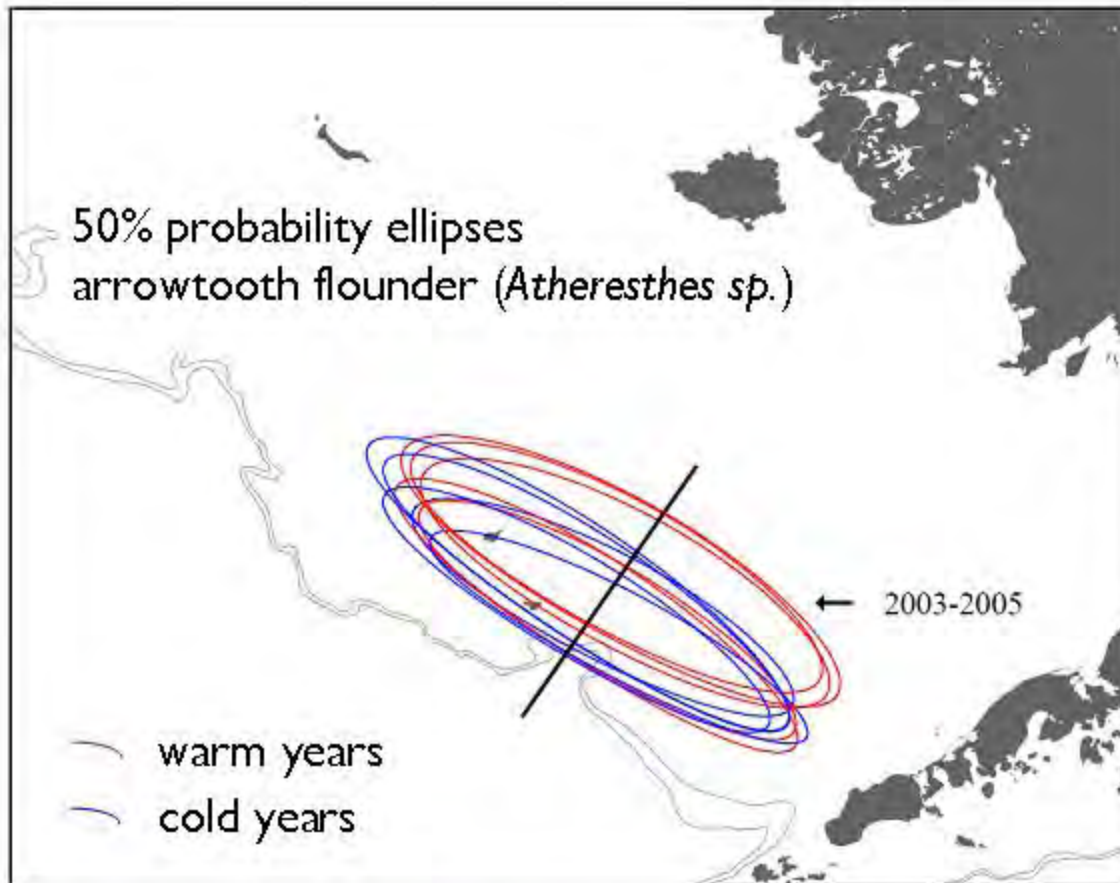 50% probability ellipses
arrowtooth flounder (Atheresthes sp.)
2003-2005
warm years
cold years